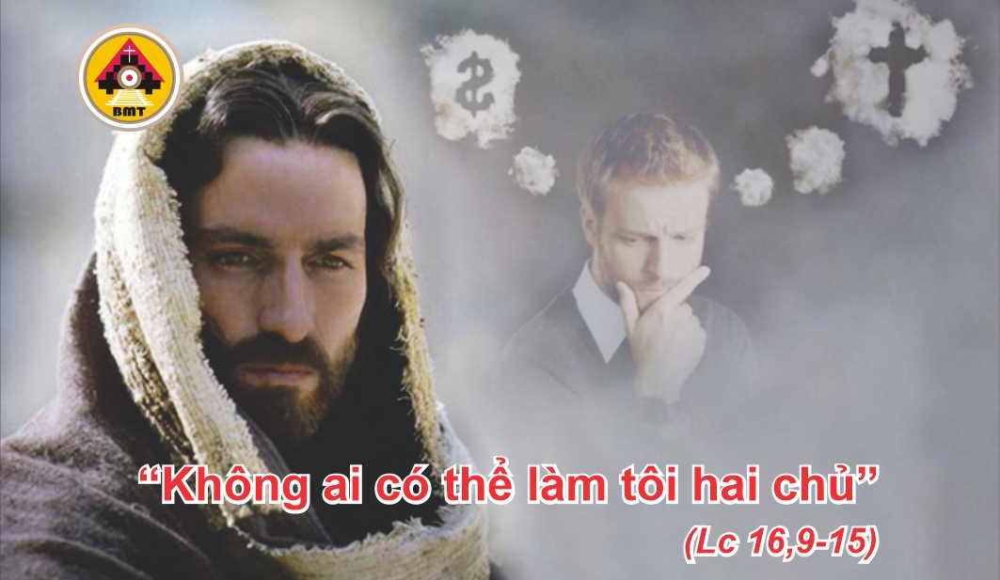 BMT
“Không ai có thể làm tôi hai chủ”
(Lc 16,9-15)